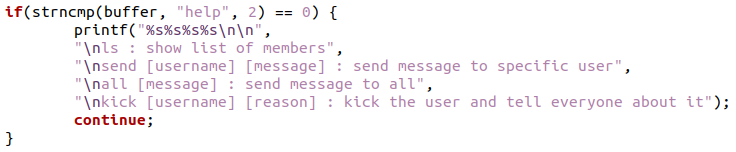 if(strncmp(buffer, "help", 2) == 0) {
        printf("%s%s%s%s\n\n",
        "\nls : show list of members",
        "\nsend [username] [message] : send message to specific user",
        "\nall [message] : send message to all",
        "\nkick [username] [reason] : kick the user and tell everyone about it");
        continue;
}